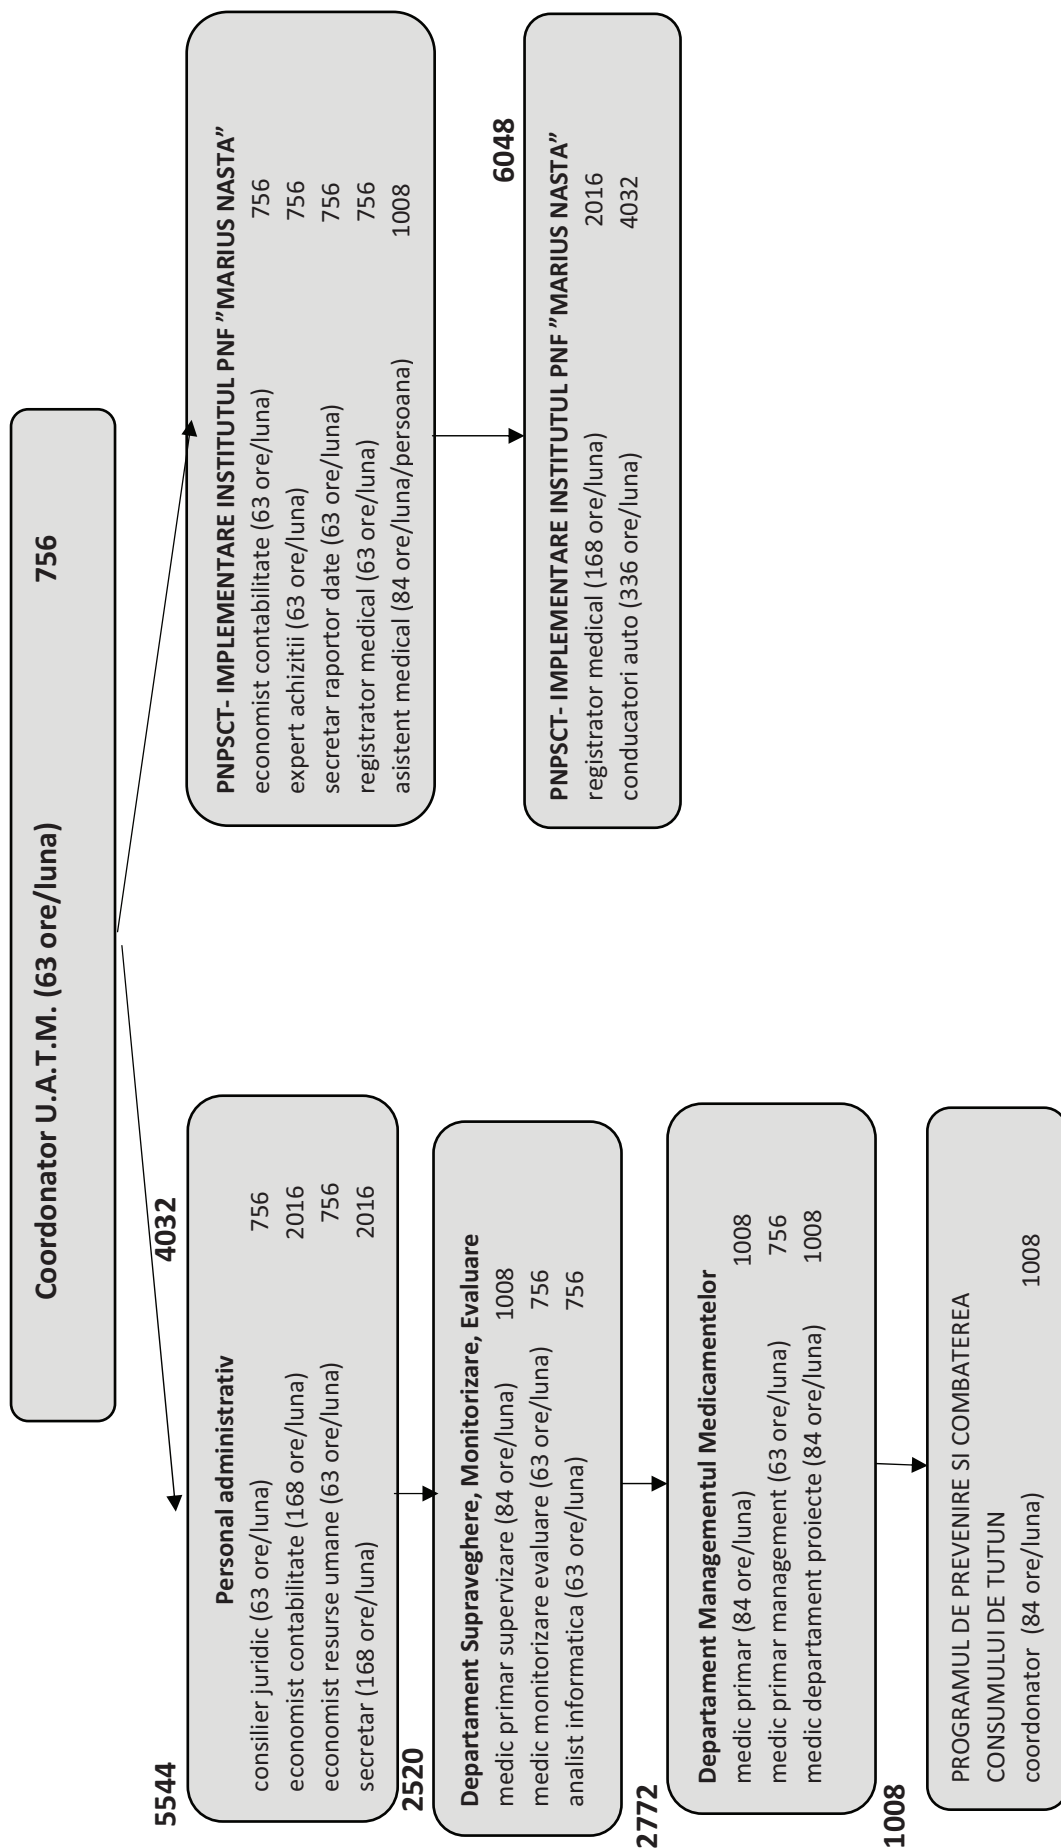 Coordonator U.A.T.M. (63 ore/luna) 756
5544
4032
Personal administrativ
consilier juridic (63 ore/luna) 756
economist contabilitate (168 ore/luna) 2016
economist resurse umane (63 ore/luna) 756
secretar (168 ore/luna) 2016
2520
Departament Supraveghere, Monitorizare, Evaluare
medic primar supervizare (84 ore/luna) 1008
medic monitorizare evaluare (63 ore/luna) 756
analist informatica (63 ore/luna) 756
2772
Departament Managementul Medicamentelor
medic primar (84 ore/luna) 1008
medic primar management (63 ore/luna) 756
medic departament proiecte (84 ore/luna) 1008
1008
PROGRAMUL DE PREVENIRE SI COMBATEREA
CONSUMULUI DE TUTUN
coordonator (84 ore/luna) 1008
PNPSCT- IMPLEMENTARE INSTITUTUL PNF ”MARIUS NASTA”
economist contabilitate (63 ore/luna) 756
expert achizitii (63 ore/luna) 756
secretar raportor date (63 ore/luna) 756
registrator medical (63 ore/luna) 756
asistent medical (84 ore/luna/persoana) 1008
6048
PNPSCT- IMPLEMENTARE INSTITUTUL PNF ”MARIUS NASTA”
registrator medical (168 ore/luna) 2016
conducatori auto (336 ore/luna) 4032